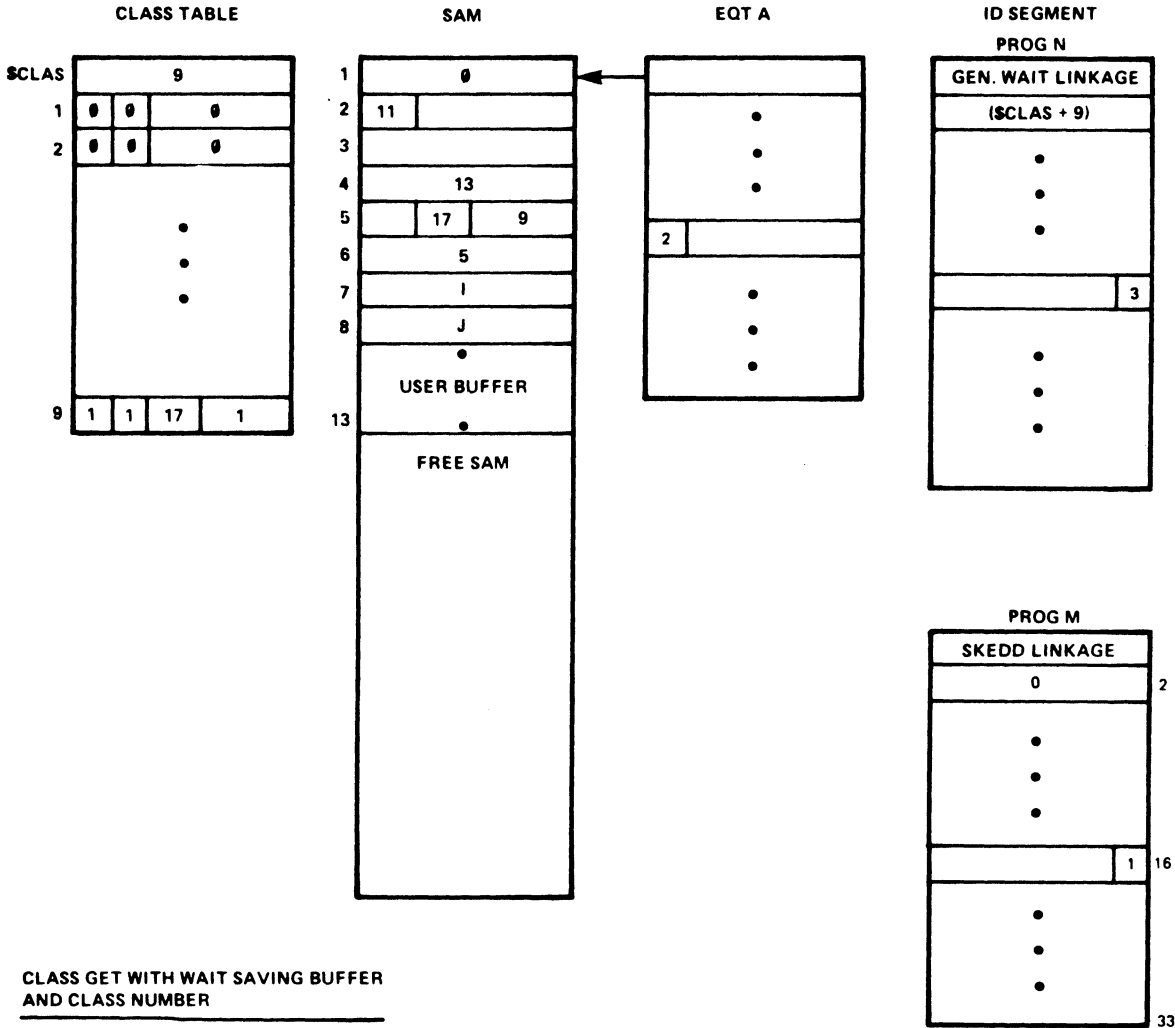 CLASS TABLE
$CLAS 9
1 0 0 0
2 0 0 0
9 1 1 17 1
SAM
1 0
2 11
3
4 13
5 17 9
6 5
7 I
8 J
USER BUFFER
13
FREE SAM
EQT A
2
ID SEGMENT
PROG N
GEN. WAIT LINKAGE
($CLAS + 9)
3
PROG M
SKEDD LINKAGE
0 2
1 16
33
CLASS GET WITH WAIT SAVING BUFFER
AND CLASS NUMBER